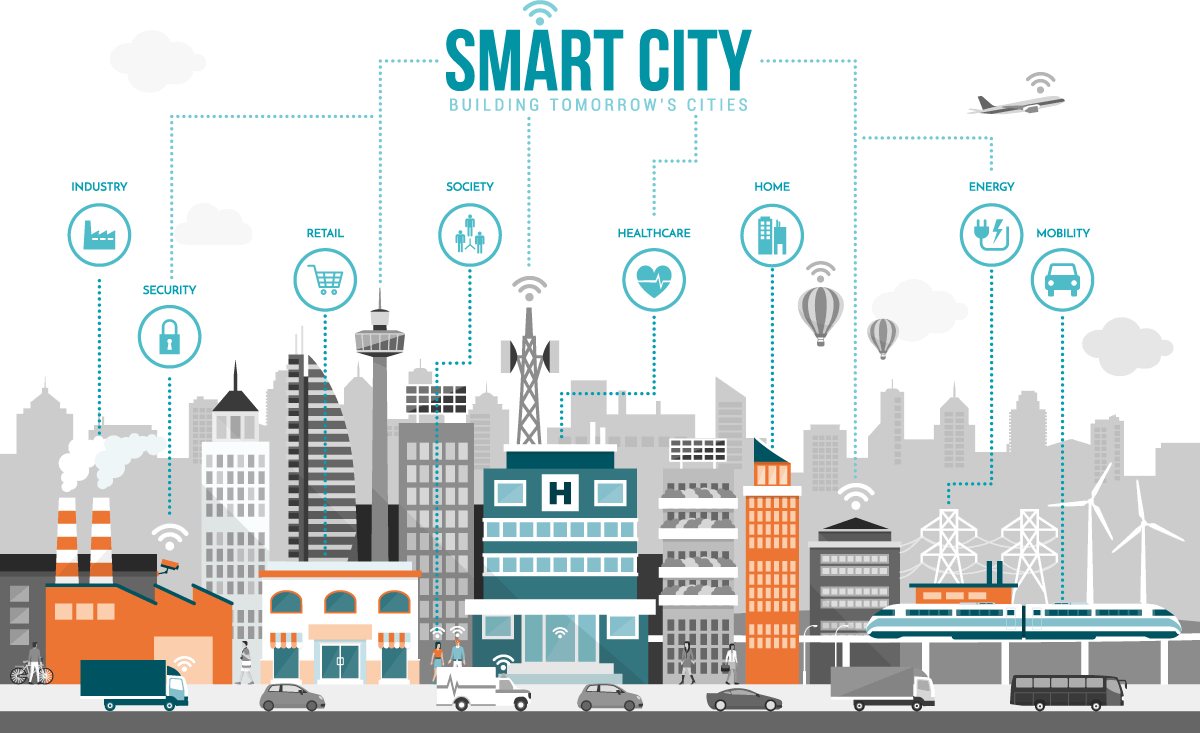 SMART CITY
BUILDING TOMORROW'S CITIES
INDUSTRY
SOCIETY
HOME
ENERGY
RETAIL
HEALTHCARE
MOBILITY
SECURITY
H